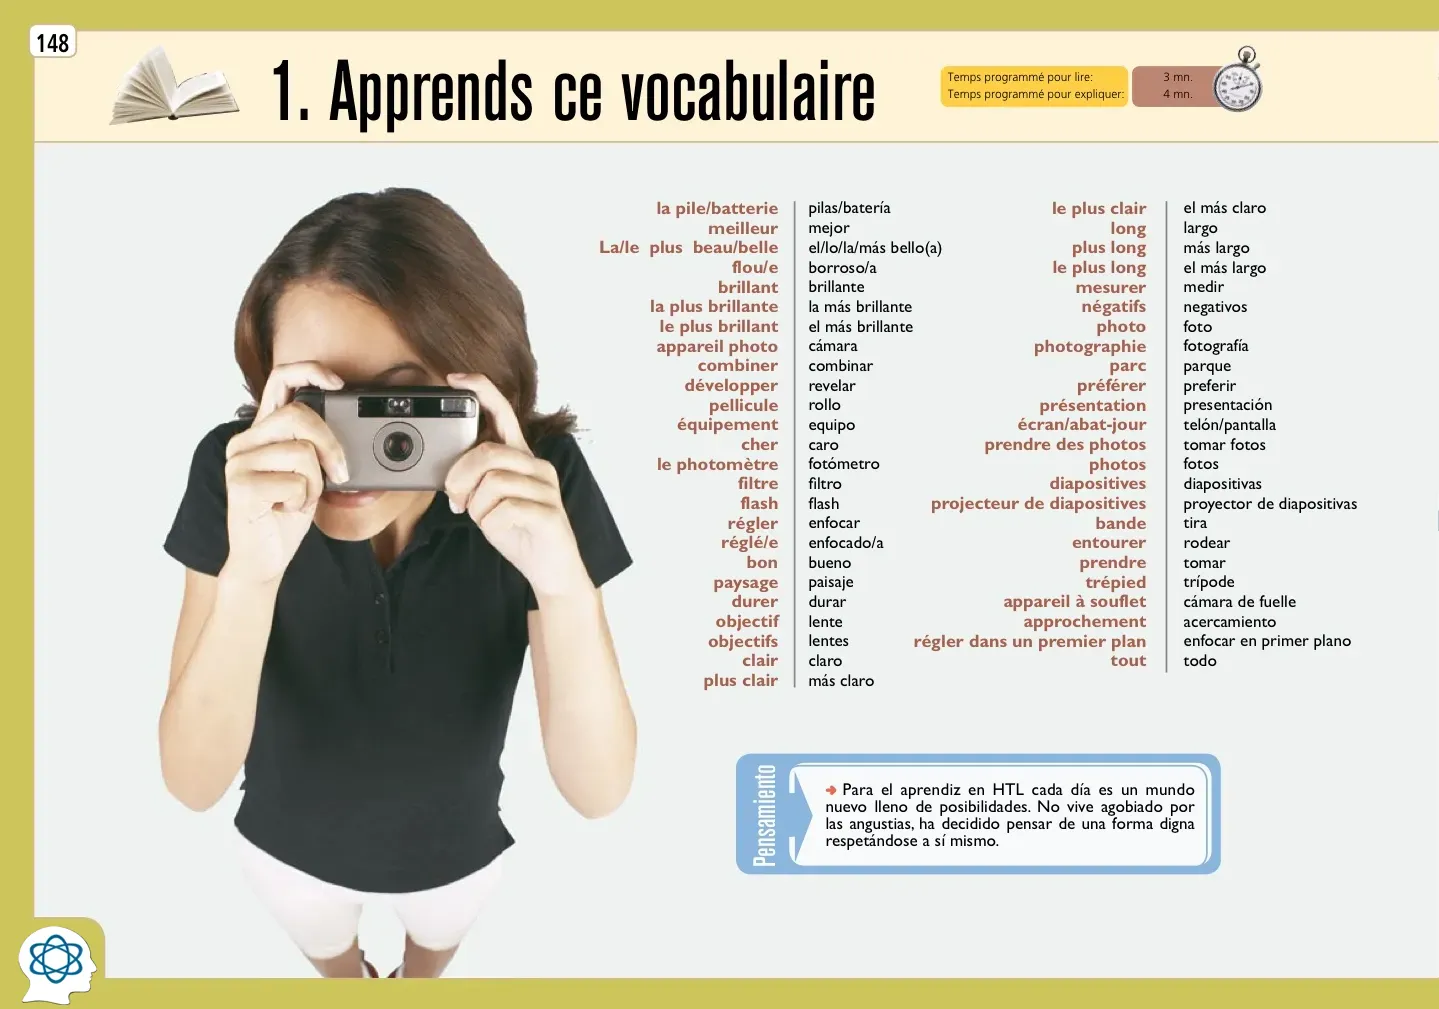 148
1. Apprends ce vocabulaire
Temps programmé pour lire: 3 mn.
Temps programmé pour expliquer: 4 mn.
la pile/batterie pilas/batería
meilleur mejor
La/le plus beau/belle el/lo/la/más bello(a)
flou/e borroso/a
brillant brillante
la plus brillante la más brillante
le plus brillant el más brillante
appareil photo cámara
combiner combinar
développer revelar
pellicule rollo
équipement equipo
cher caro
le photomètre fotómetro
filtre filtro
flash flash
régler enfocar
réglé/e enfocado/a
bon bueno
paysage paisaje
durer durar
objectif lente
objectifs lentes
clair claro
plus clair más claro
le plus clair el más claro
long largo
plus long más largo
le plus long el más largo
mesurer medir
négatifs negativos
photo foto
photographie fotografía
parc parque
préférer preferir
présentation presentación
écran/abat-jour telón/pantalla
prendre des photos tomar fotos
photos fotos
diapositives diapositivas
projecteur de diapositives proyector de diapositivas
bande tira
entourer rodear
prendre tomar
trépied trípode
appareil à souflet cámara de fuelle
approchement acercamiento
régler dans un premier plan enfocar en primer plano
tout todo
Pensamiento
Para el aprendiz en HTL cada día es un mundo
nuevo lleno de posibilidades. No vive agobiado por
las angustias, ha decidido pensar de una forma digna
respetándose a sí mismo.